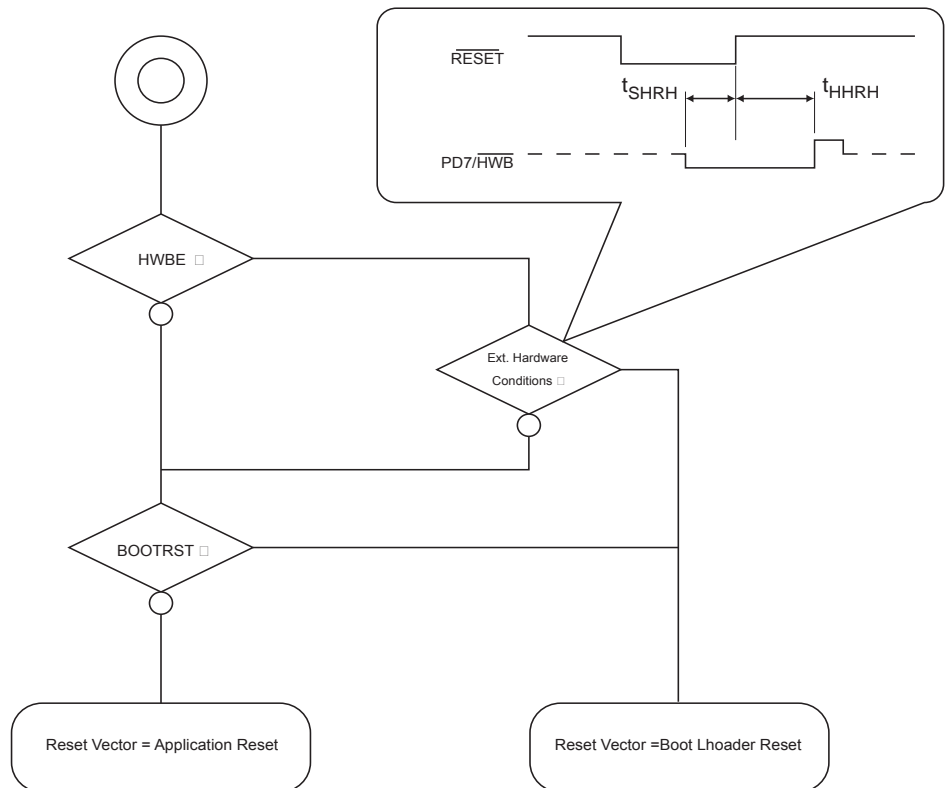 RESET
tSHRH
tHHRH
PD7/HWB
HWBE
Ext. Hardware
Conditions
BOOTRST
Reset Vector = Application Reset
Reset Vector =Boot Lhoader Reset